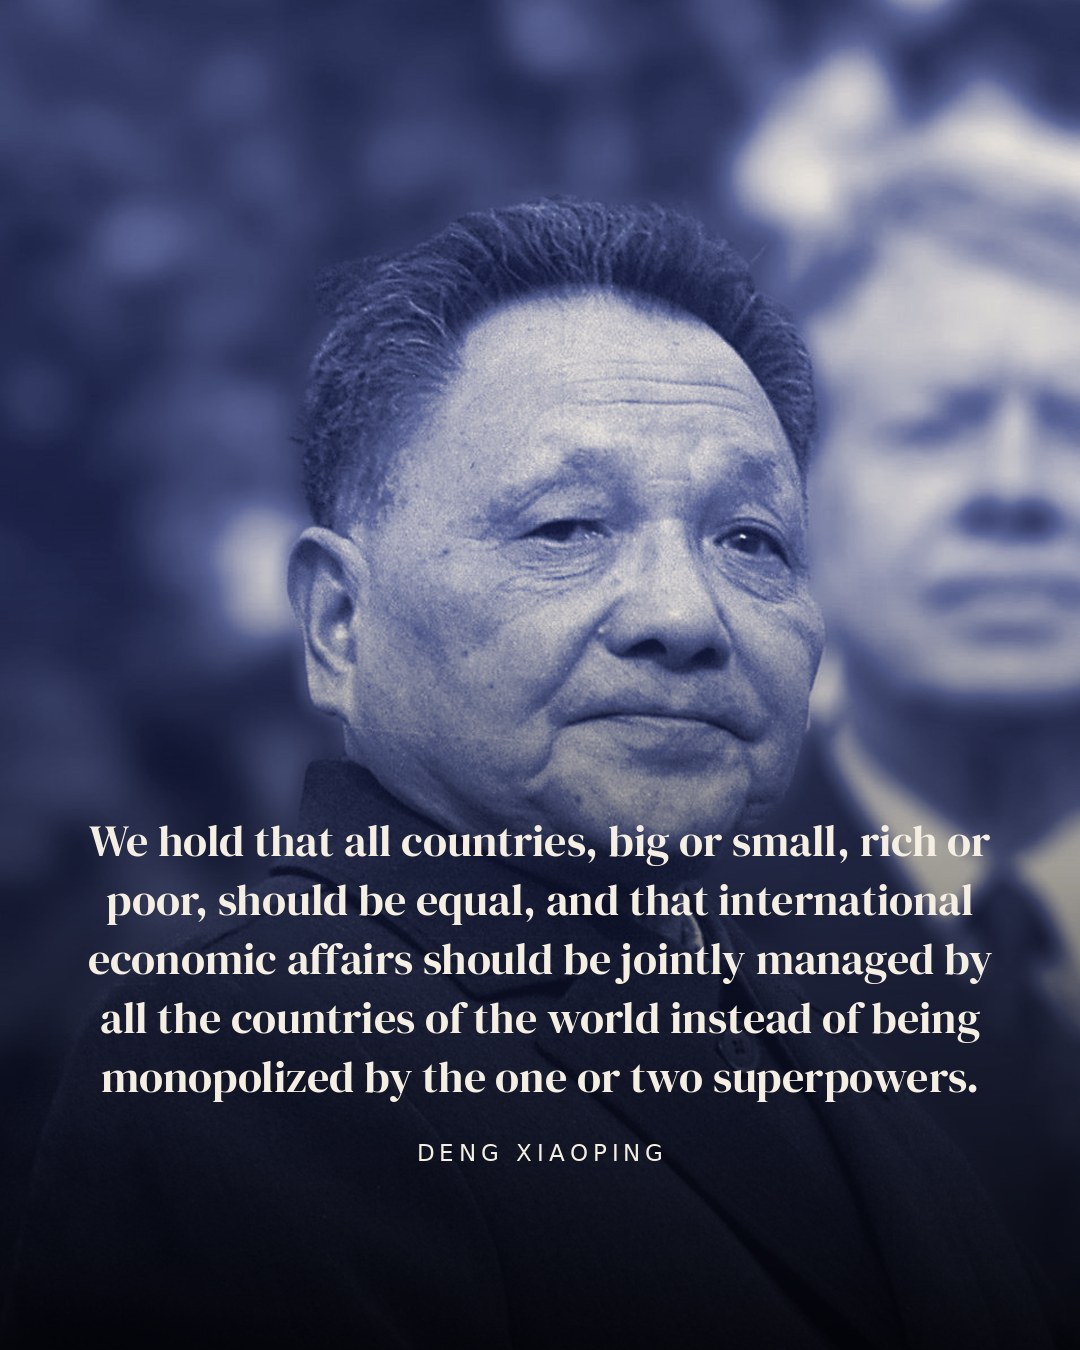 We hold that all countries, big or small, rich or
poor, should be equal, and that international
economic affairs should be jointly managed by
all the countries of the world instead of being
monopolized by the one or two superpowers.
DENG XIAOPING